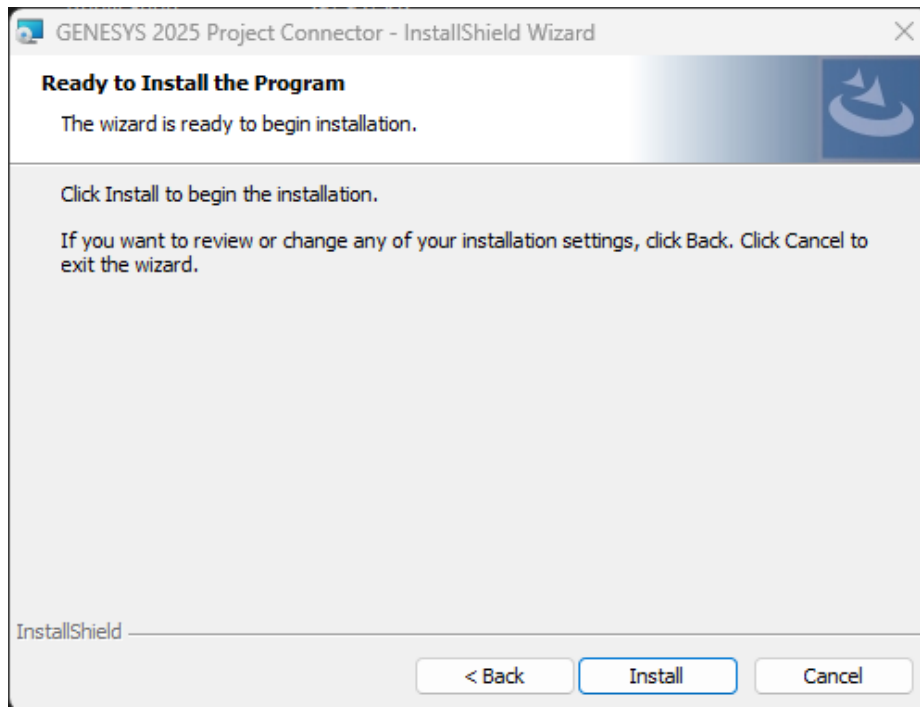 GENESYS 2025 Project Connector - InstallShield Wizard
Ready to Install the Program
The wizard is ready to begin installation.
Click Install to begin the installation.
If you want to review or change any of your installation settings, click Back. Click Cancel to
exit the wizard.
InstallShield
< Back
Install
Cancel